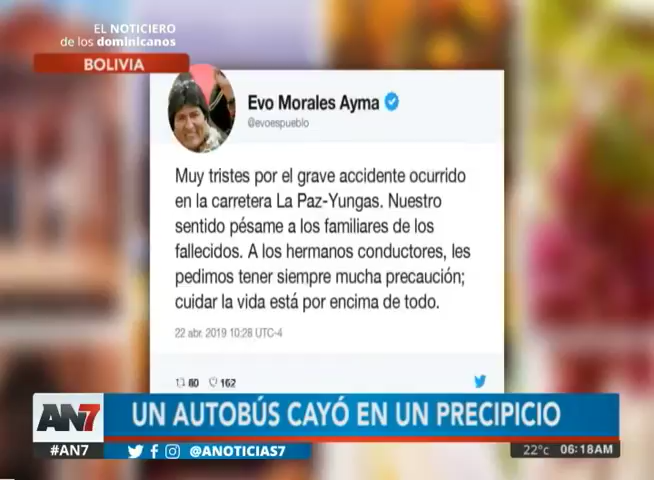 EL NOTICIERO
de los dominicanos
BOLIVIA
Evo Morales Ayma
@evoespueblo
Muy tristes por el grave accidente ocurrido
en la carretera La Paz-Yungas. Nuestro
sentido pésame a los familiares de los
fallecidos. A los hermanos conductores, les
pedimos tener siempre mucha precaución;
cuidar la vida está por encima de todo.
22 abr. 2019 10:28 UTC-4
80 162
AN7 UN AUTOBÚS CAYÓ EN UN PRECIPICIO
#AN7 @ANOTICIAS7 22°c 06:18AM